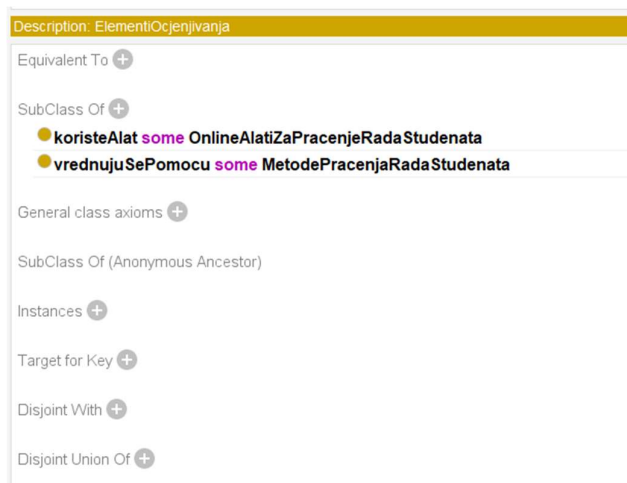 Description: ElementiOcjenjivanja
Equivalent To
SubClass Of
koristeAlat some OnlineAlatiZaPracenjeRadaStudenata
vrednujuSePomocu some MetodePracenjaRadaStudenata
General class axioms
SubClass Of (Anonymous Ancestor)
Instances
Target for Key
Disjoint With
Disjoint Union Of